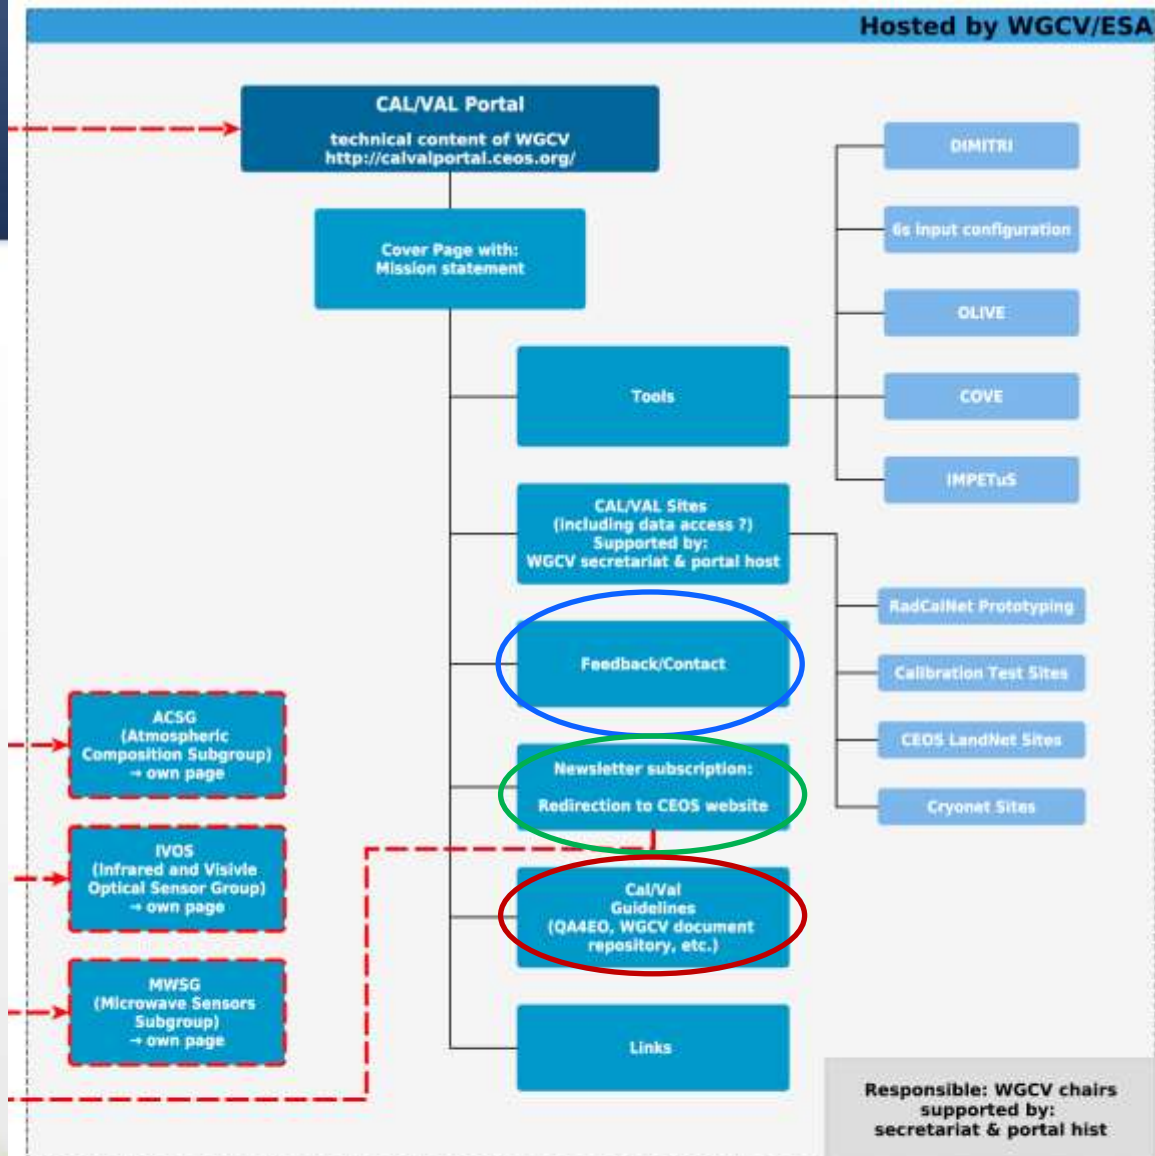 Hosted by WGCV/ESA
CAL/VAL Portal
technical content of WGCV
http://calvalportal.ceos.org/
Cover Page with:
Mission statement
Tools
DIMITRI
6s input configuration
OLIVE
COVE
IMPETuS
CAL/VAL Sites
(including data access ?)
Supported by:
WGCV secretariat & portal host
RadCalNet Prototyping
Calibration Test Sites
CEOS LandNet Sites
Cryonet Sites
Feedback/Contact
Newsletter subscription:
Redirection to CEOS website
Cal/Val
Guidelines
(QA4EO, WGCV document
repository, etc.)
Links
ACSG
(Atmospheric
Composition Subgroup)
→ own page
IVOS
(Infrared and Visivle
Optical Sensor Group)
→ own page
MWSG
(Microwave Sensors
Subgroup)
→ own page
Responsible: WGCV chairs
supported by:
secretariat & portal hist